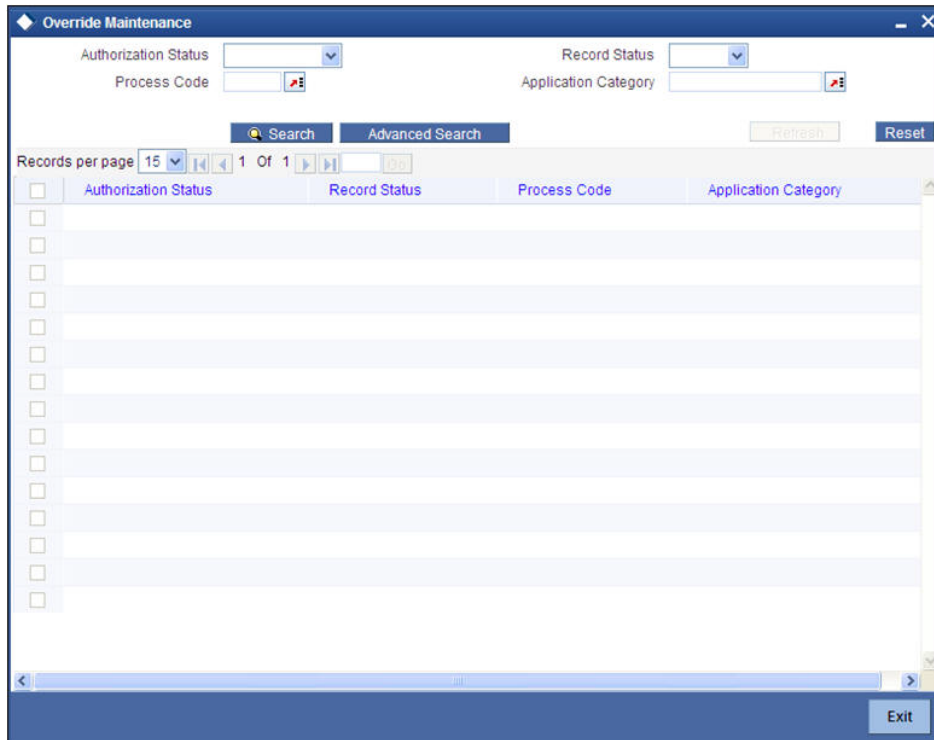 Override Maintenance
Authorization Status
Record Status
Process Code
Application Category
Search
Advanced Search
Refresh
Reset
Records per page 15 1 Of 1 Go
Authorization Status Record Status Process Code Application Category
Exit